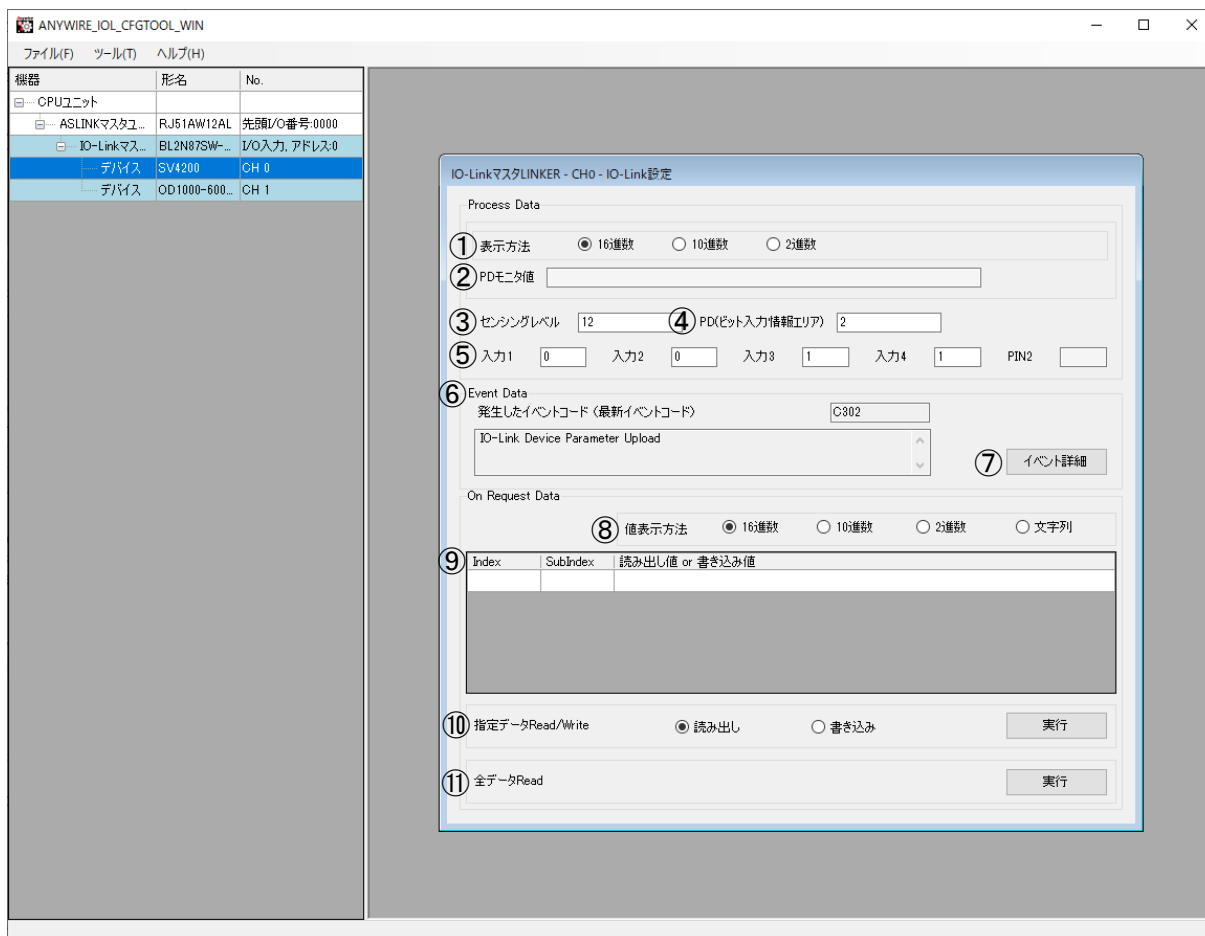 ANYWIRE_IOL_CFGTOOL_WIN
ファイル(F) ツール(T) ヘルプ(H)
機器 形名 No.
CPUユニット
ASLINKマスタユ... RJ51AW12AL 先頭I/O番号:0000
IO-Linkマス... BL2N87SW-... I/O入力, アドレス:0
デバイス SV4200 CH 0
デバイス OD1000-600... CH 1
IO-LinkマスタLINKER - CH0 - IO-Link設定
Process Data
① 表示方法 16進数 10進数 2進数
② PDモニタ値
③ センシングレベル 12 ④ PD(ビット入力情報エリア) 2
⑤ 入力1 0 入力2 0 入力3 1 入力4 1 PIN2
⑥ Event Data
発生したイベントコード (最新イベントコード) C302
IO-Link Device Parameter Upload
⑦ イベント詳細
On Request Data
⑧ 値表示方法 16進数 10進数 2進数 文字列
⑨ Index SubIndex 読み出し値 or 書き込み値
⑩ 指定データRead/Write 読み出し 書き込み 実行
⑪ 全データRead 実行